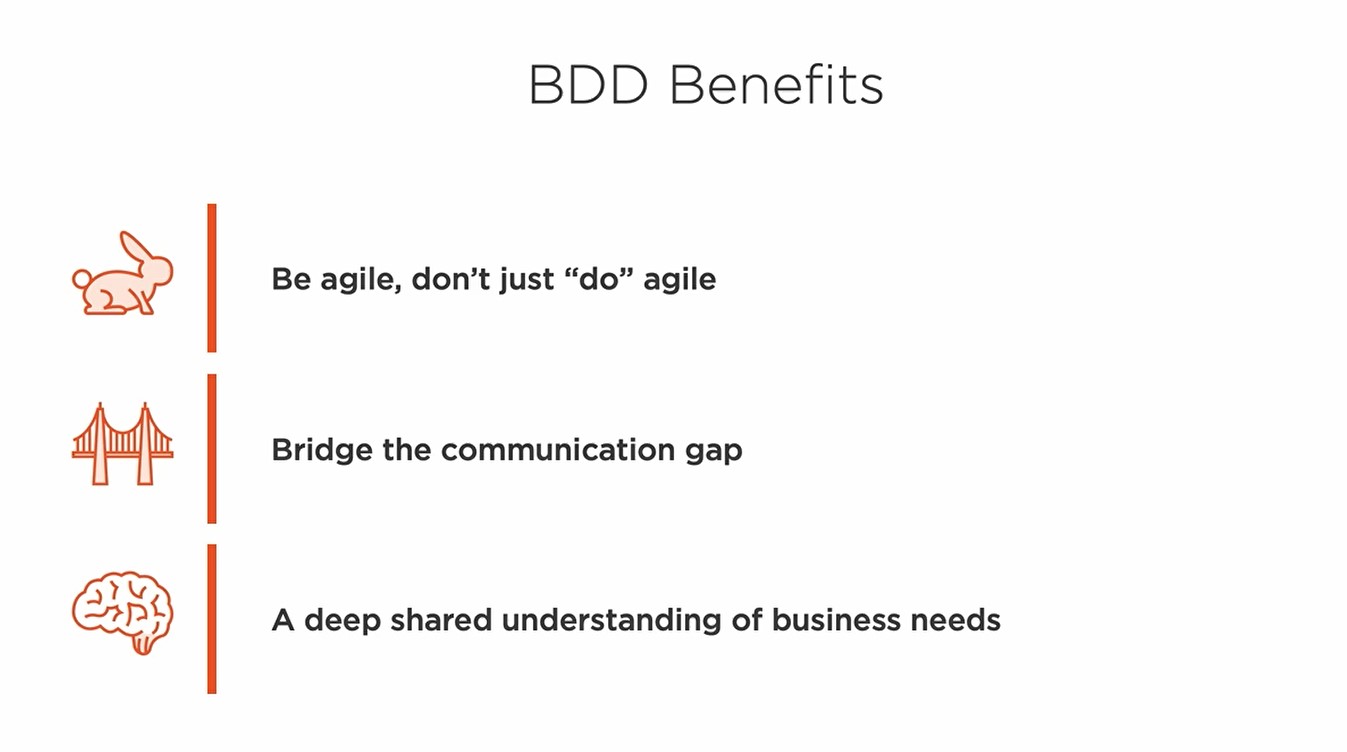 BDD Benefits
Be agile, don’t just “do” agile
Bridge the communication gap
A deep shared understanding of business needs